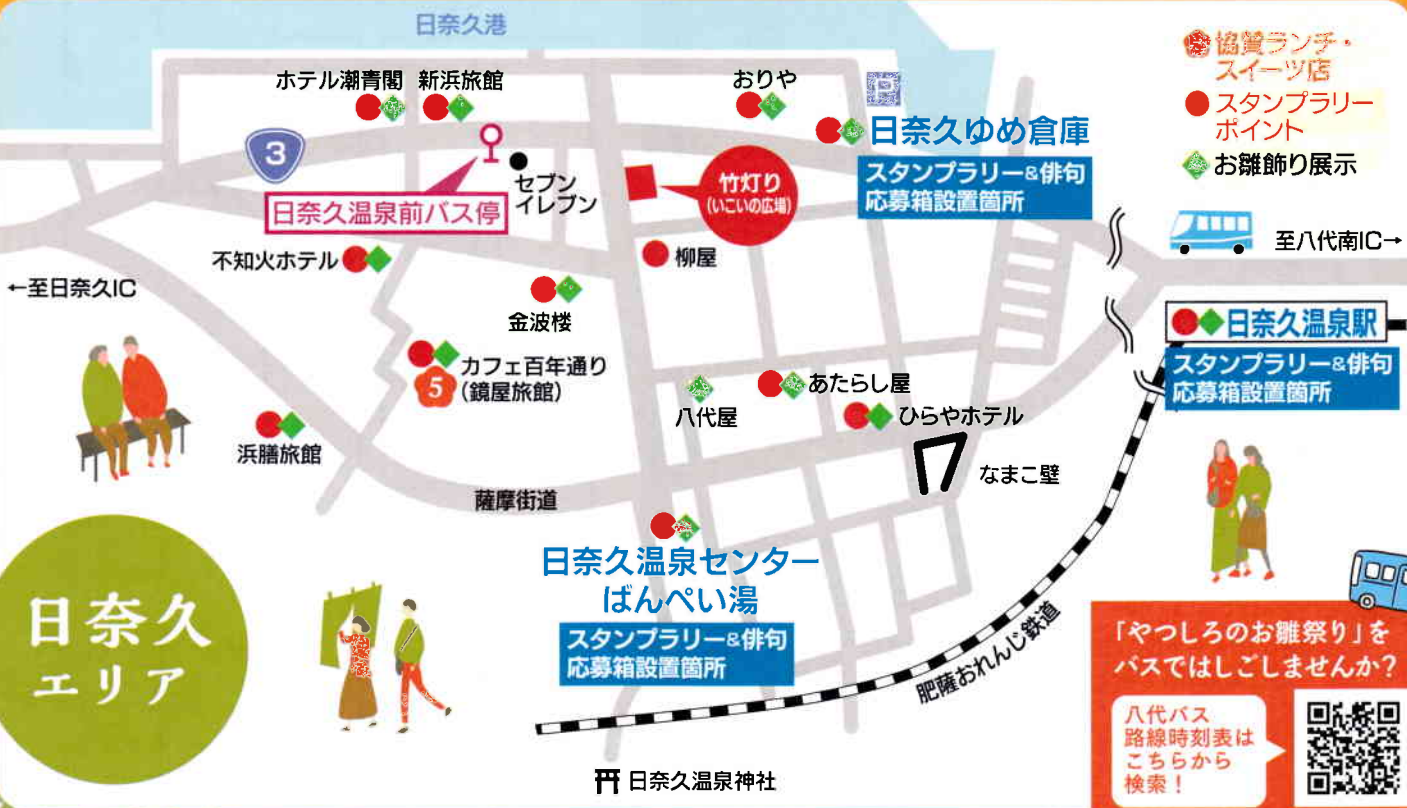 日奈久港
協賛ランチ・
スイーツ店
スタンプラリー
ポイント
お雛飾り展示
ホテル潮青閣
新浜旅館
おりや
P
日奈久ゆめ倉庫
スタンプラリー&俳句
応募箱設置箇所
3
セブン
イレブン
竹灯り
(いこいの広場)
日奈久温泉前バス停
至八代南IC→
不知火ホテル
柳屋
←至日奈久IC
金波楼
日奈久温泉駅
スタンプラリー&俳句
応募箱設置箇所
カフェ百年通り
(鏡屋旅館)
5
あたらし屋
八代屋
ひらやホテル
浜膳旅館
なまこ壁
薩摩街道
日奈久温泉センター
ばんぺい湯
スタンプラリー&俳句
応募箱設置箇所
日奈久
エリア
肥薩おれんじ鉄道
「やつしろのお雛祭り」を
バスではしごしませんか?
八代バス
路線時刻表は
こちらから
検索!
日奈久温泉神社